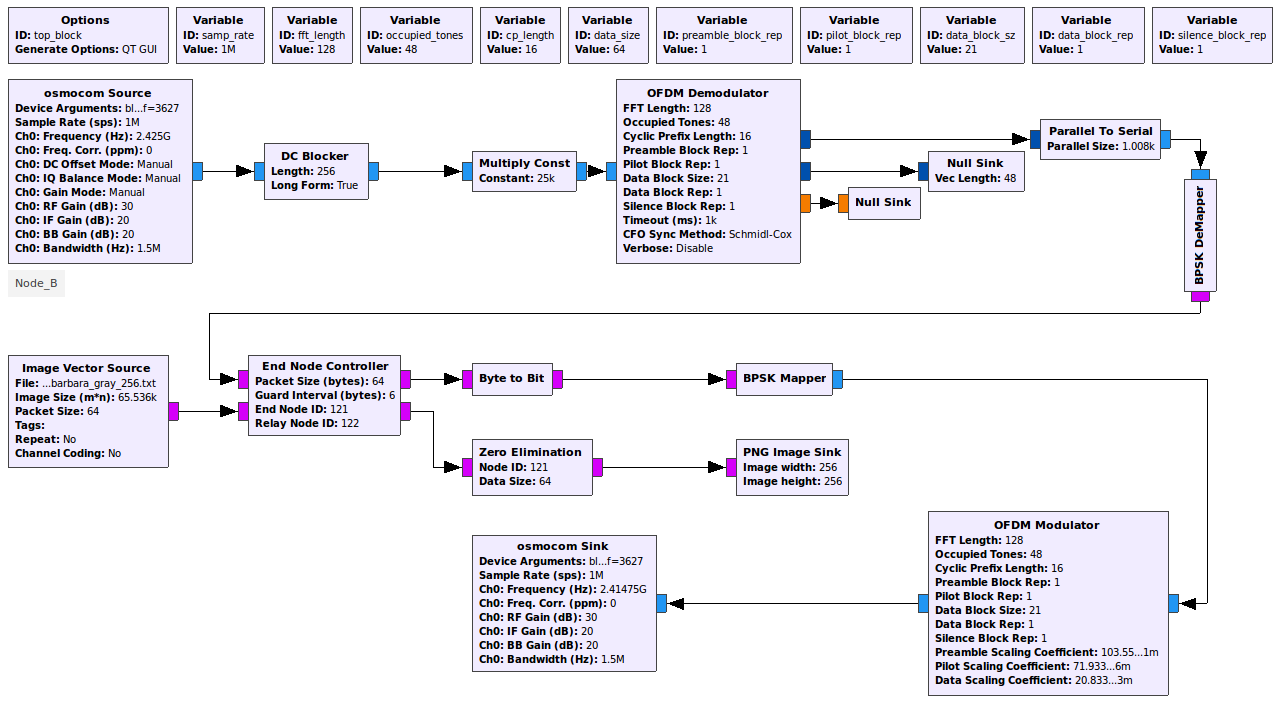 Options
ID: top_block
Generate Options: QT GUI
Variable
ID: samp_rate
Value: 1M
Variable
ID: fft_length
Value: 128
Variable
ID: occupied_tones
Value: 48
Variable
ID: cp_length
Value: 16
Variable
ID: data_size
Value: 64
Variable
ID: preamble_block_rep
Value: 1
Variable
ID: pilot_block_rep
Value: 1
Variable
ID: data_block_sz
Value: 21
Variable
ID: data_block_rep
Value: 1
Variable
ID: silence_block_rep
Value: 1
osmocom Source
Device Arguments: bl...f=3627
Sample Rate (sps): 1M
Ch0: Frequency (Hz): 2.425G
Ch0: Freq. Corr. (ppm): 0
Ch0: DC Offset Mode: Manual
Ch0: IQ Balance Mode: Manual
Ch0: Gain Mode: Manual
Ch0: RF Gain (dB): 30
Ch0: IF Gain (dB): 20
Ch0: BB Gain (dB): 20
Ch0: Bandwidth (Hz): 1.5M
DC Blocker
Length: 256
Long Form: True
Multiply Const
Constant: 25k
OFDM Demodulator
FFT Length: 128
Occupied Tones: 48
Cyclic Prefix Length: 16
Preamble Block Rep: 1
Pilot Block Rep: 1
Data Block Size: 21
Data Block Rep: 1
Silence Block Rep: 1
Timeout (ms): 1k
CFO Sync Method: Schmidl-Cox
Verbose: Disable
Parallel To Serial
Parallel Size: 1.008k
Null Sink
Vec Length: 48
Null Sink
BPSK DeMapper
Node_B
Image Vector Source
File: ...barbara_gray_256.txt
Image Size (m*n): 65.536k
Packet Size: 64
Tags:
Repeat: No
Channel Coding: No
End Node Controller
Packet Size (bytes): 64
Guard Interval (bytes): 6
End Node ID: 121
Relay Node ID: 122
Byte to Bit
BPSK Mapper
Zero Elimination
Node ID: 121
Data Size: 64
PNG Image Sink
Image width: 256
Image height: 256
osmocom Sink
Device Arguments: bl...f=3627
Sample Rate (sps): 1M
Ch0: Frequency (Hz): 2.41475G
Ch0: Freq. Corr. (ppm): 0
Ch0: RF Gain (dB): 30
Ch0: IF Gain (dB): 20
Ch0: BB Gain (dB): 20
Ch0: Bandwidth (Hz): 1.5M
OFDM Modulator
FFT Length: 128
Occupied Tones: 48
Cyclic Prefix Length: 16
Preamble Block Rep: 1
Pilot Block Rep: 1
Data Block Size: 21
Data Block Rep: 1
Silence Block Rep: 1
Preamble Scaling Coefficient: 103.55...1m
Pilot Scaling Coefficient: 71.933...6m
Data Scaling Coefficient: 20.833...3m